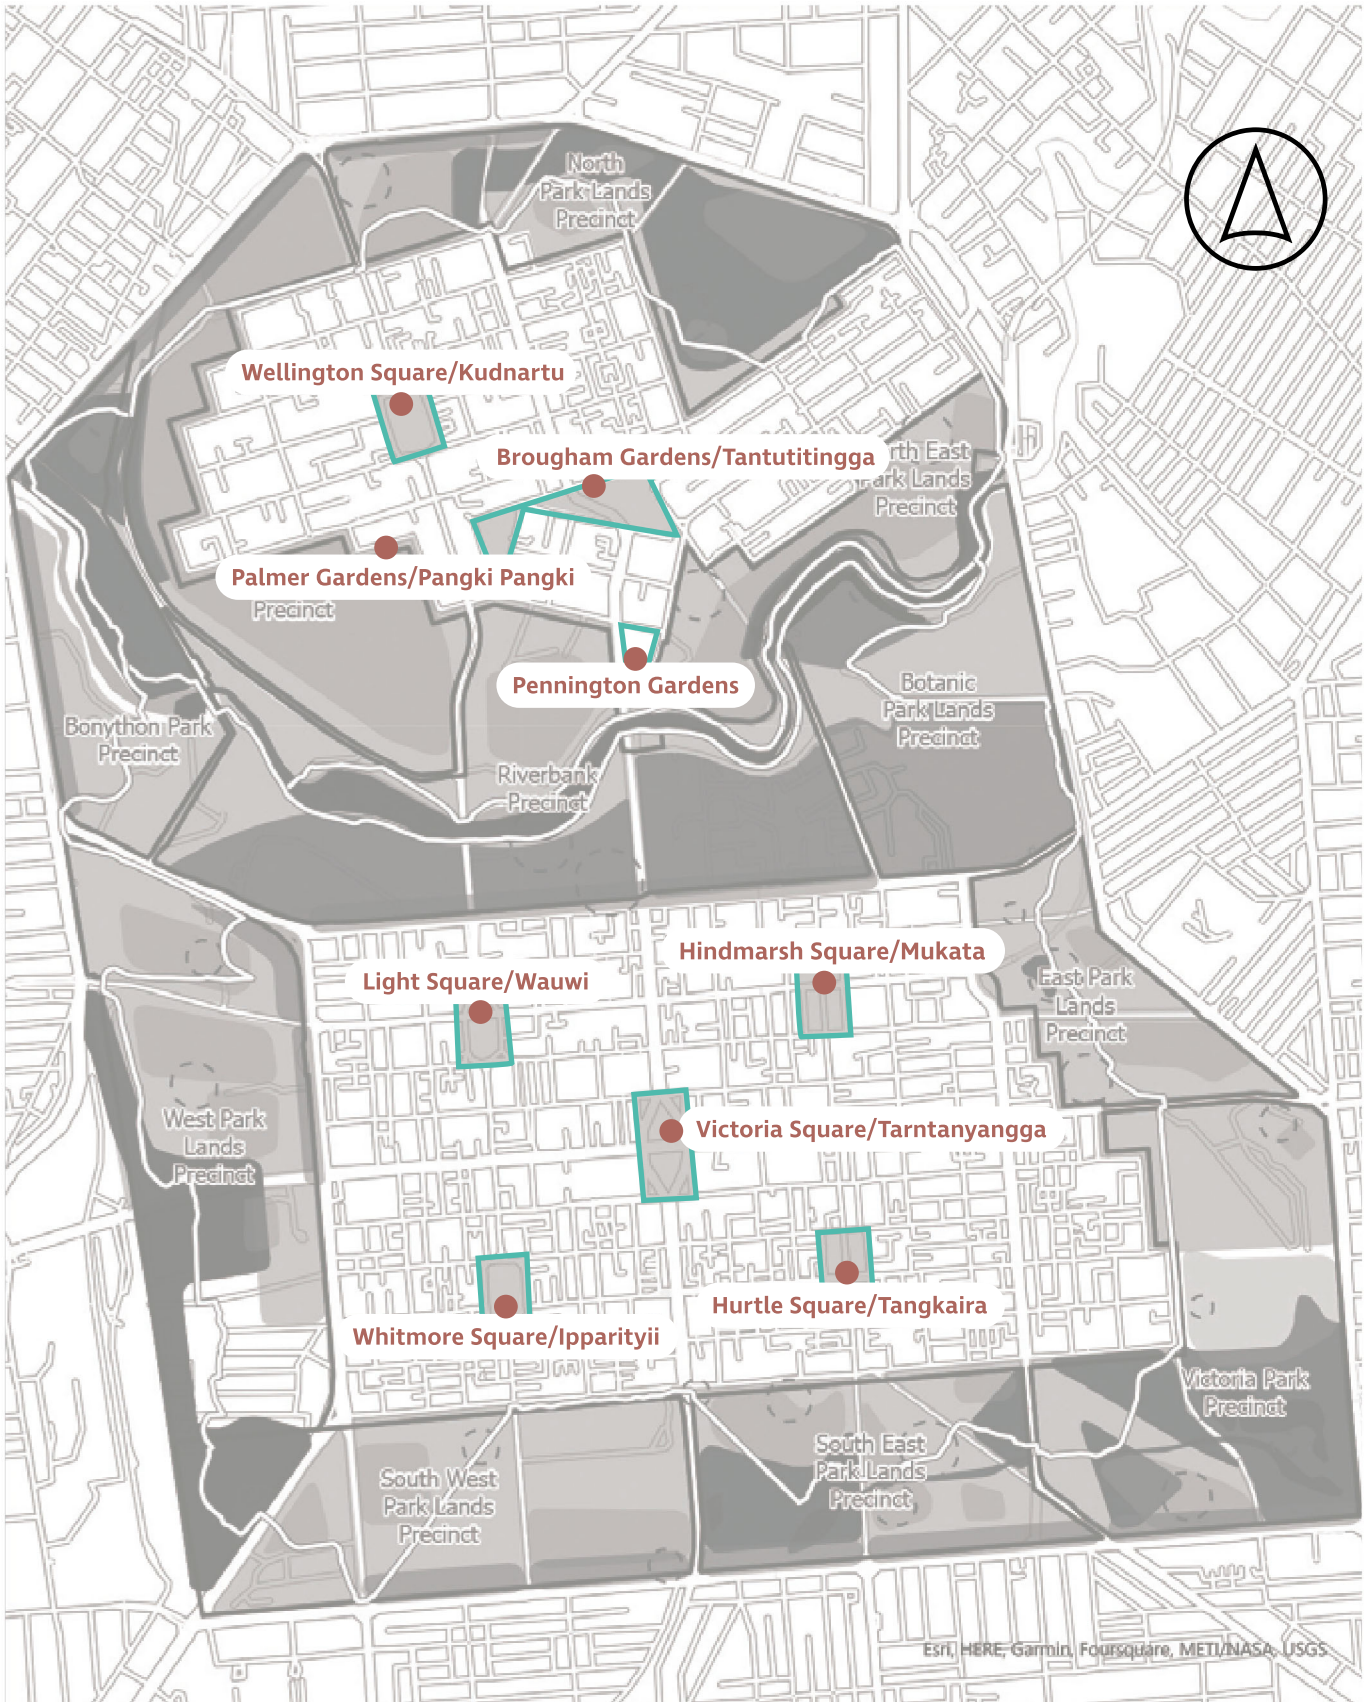 North
Park Lands
Precinct
Wellington Square/Kudnartu
Brougham Gardens/Tantutitingga
rth East
Park Lands
Precinct
Palmer Gardens/Pangki Pangki
Precinct
Pennington Gardens
Botanic
Park Lands
Precinct
Bonython Park
Precinct
Riverbank
Precinct
Hindmarsh Square/Mukata
Light Square/Wauwi
East Park
Lands
Precinct
West Park
Lands
Precinct
Victoria Square/Tarntanyangga
Hurtle Square/Tangkaira
Whitmore Square/Ipparityii
Victoria Park
Precinct
South East
Park Lands
Precinct
South West
Park Lands
Precinct
Esri, HERE, Garmin, Foursquare, METI/NASA, USGS